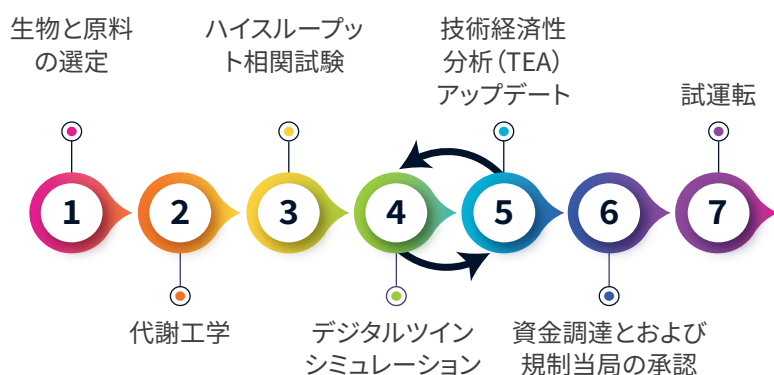 生物と原料
の選定
ハイスループッ
ト相関試験
技術経済性
分析（TEA）
アップデート
試運転
1
2
3
4
5
6
7
代謝工学
デジタルツイン
シミュレーション
資金調達とおよび
規制当局の承認